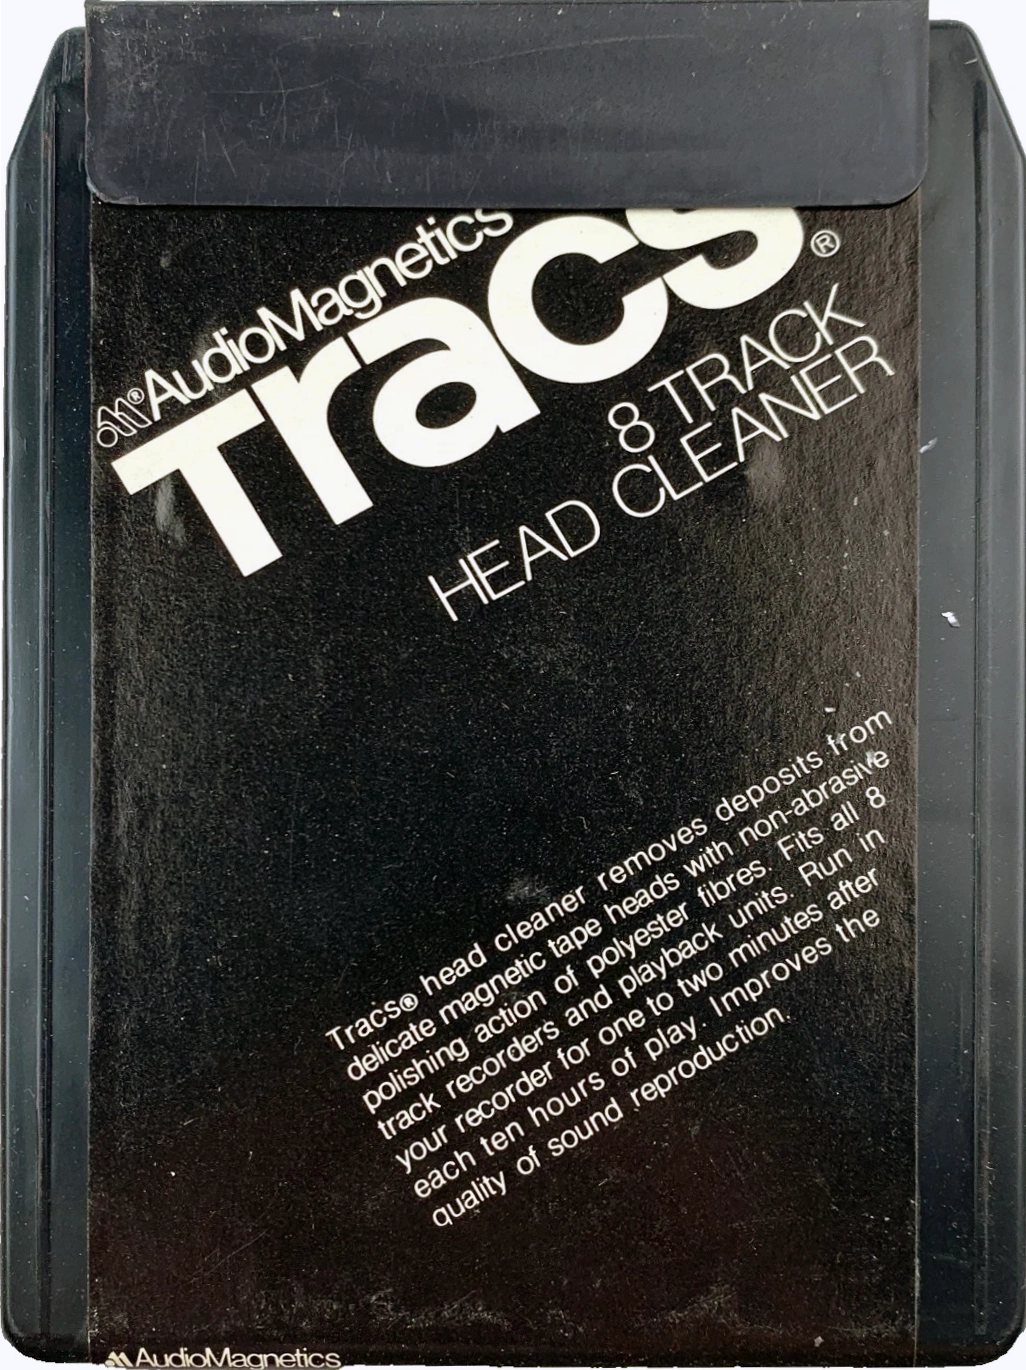 AudioMagnetics
Tracs®
8 TRACK
HEAD CLEANER
Tracs® head cleaner removes deposits from
delicate magnetic tape heads with non-abrasive
polishing action of polyester fibres. Fits all 8
track recorders and playback units. Run in
your recorder for one to two minutes after
each ten hours of play. Improves the
quality of sound reproduction.
AudioMagnetics